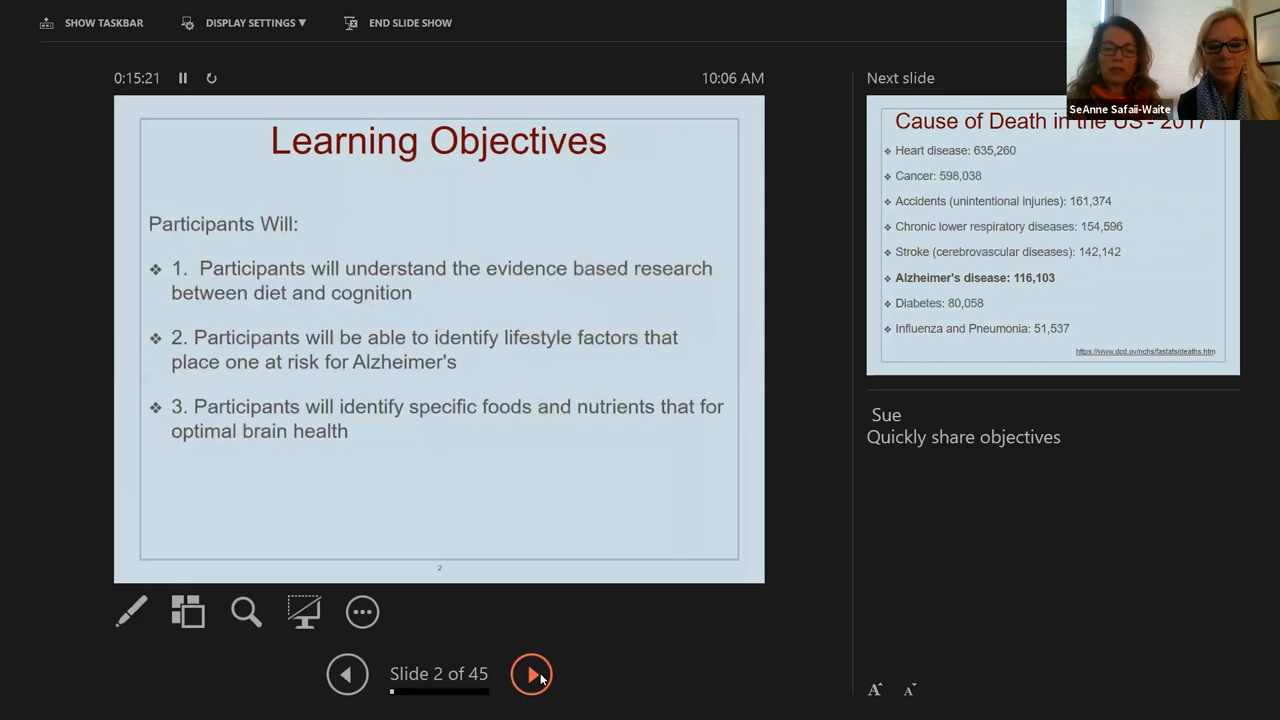 SHOW TASKBAR
DISPLAY SETTINGS ▼
END SLIDE SHOW
0:15:21
10:06 AM
Learning Objectives
Participants Will:
❖ 1. Participants will understand the evidence based research
between diet and cognition
❖ 2. Participants will be able to identify lifestyle factors that
place one at risk for Alzheimer's
❖ 3. Participants will identify specific foods and nutrients that for
optimal brain health
2
Slide 2 of 45
Next slide
SeAnne Safaii-Waite
Cause of Death in the US - 2017
❖ Heart disease: 635,260
❖ Cancer: 598,038
❖ Accidents (unintentional injuries): 161,374
❖ Chronic lower respiratory diseases: 154,596
❖ Stroke (cerebrovascular diseases): 142,142
❖ Alzheimer's disease: 116,103
❖ Diabetes: 80,058
❖ Influenza and Pneumonia: 51,537
https://www.dcd.ov/nchs/fastats/deaths.htm
Sue
Quickly share objectives
A A